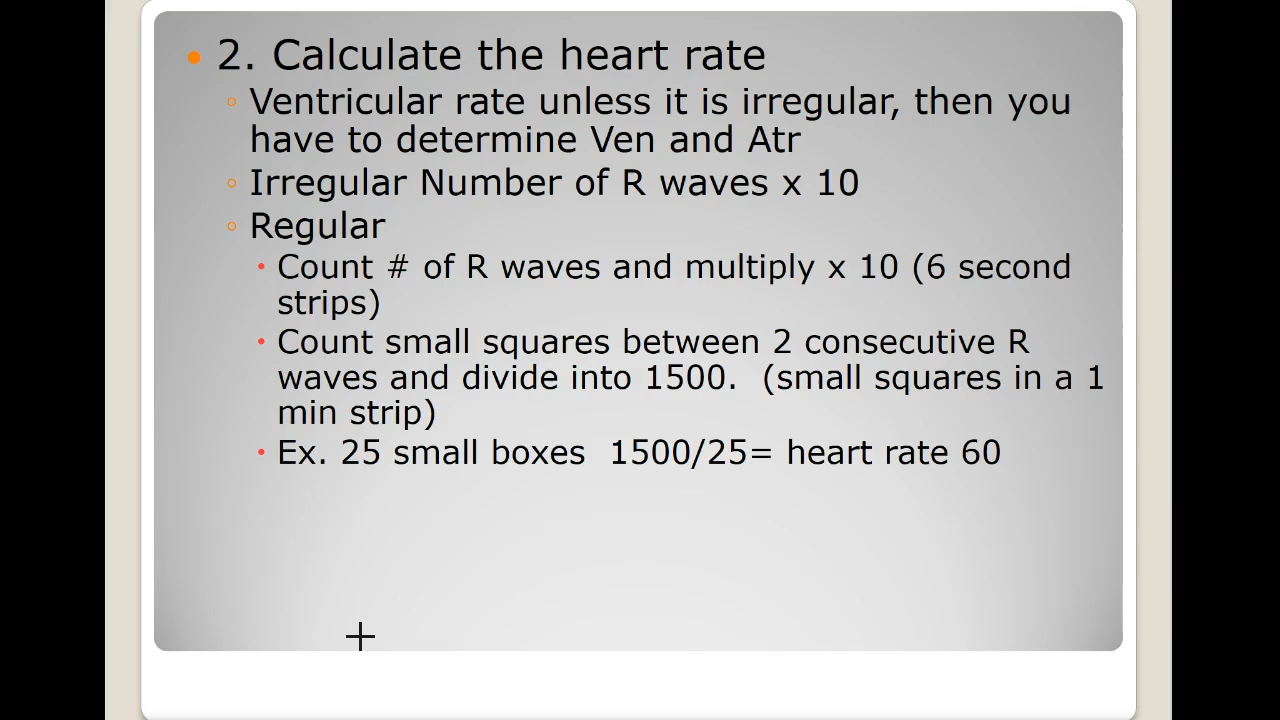 2. Calculate the heart rate
Ventricular rate unless it is irregular, then you
have to determine Ven and Atr
Irregular Number of R waves x 10
Regular
Count # of R waves and multiply x 10 (6 second
strips)
Count small squares between 2 consecutive R
waves and divide into 1500.  (small squares in a 1
min strip)
Ex. 25 small boxes  1500/25= heart rate 60